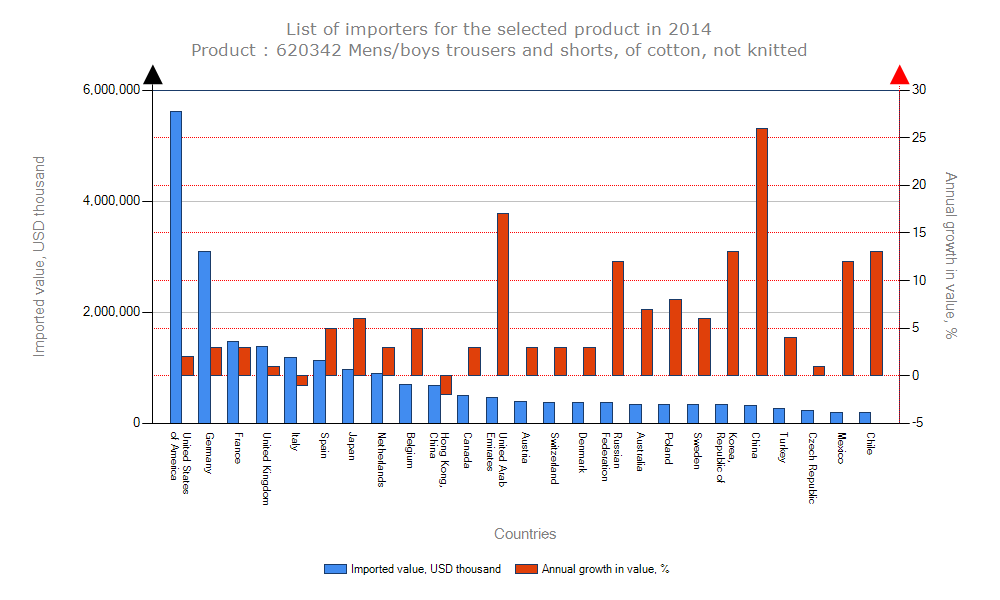 List of importers for the selected product in 2014
Product : 620342 Mens/boys trousers and shorts, of cotton, not knitted
Imported value, USD thousand
6,000,000
4,000,000
2,000,000
0
30
25
20
15
10
5
0
-5
Annual growth in value, %
United States
of America
Germany
France
United Kingdom
Italy
Spain
Japan
Netherlands
Belgium
Hong Kong,
China
Canada
United Arab
Emirates
Austria
Switzerland
Denmark
Russian
Federation
Australia
Poland
Sweden
Korea,
Republic of
China
Turkey
Czech Republic
Mexico
Chile
Countries
Imported value, USD thousand
Annual growth in value, %